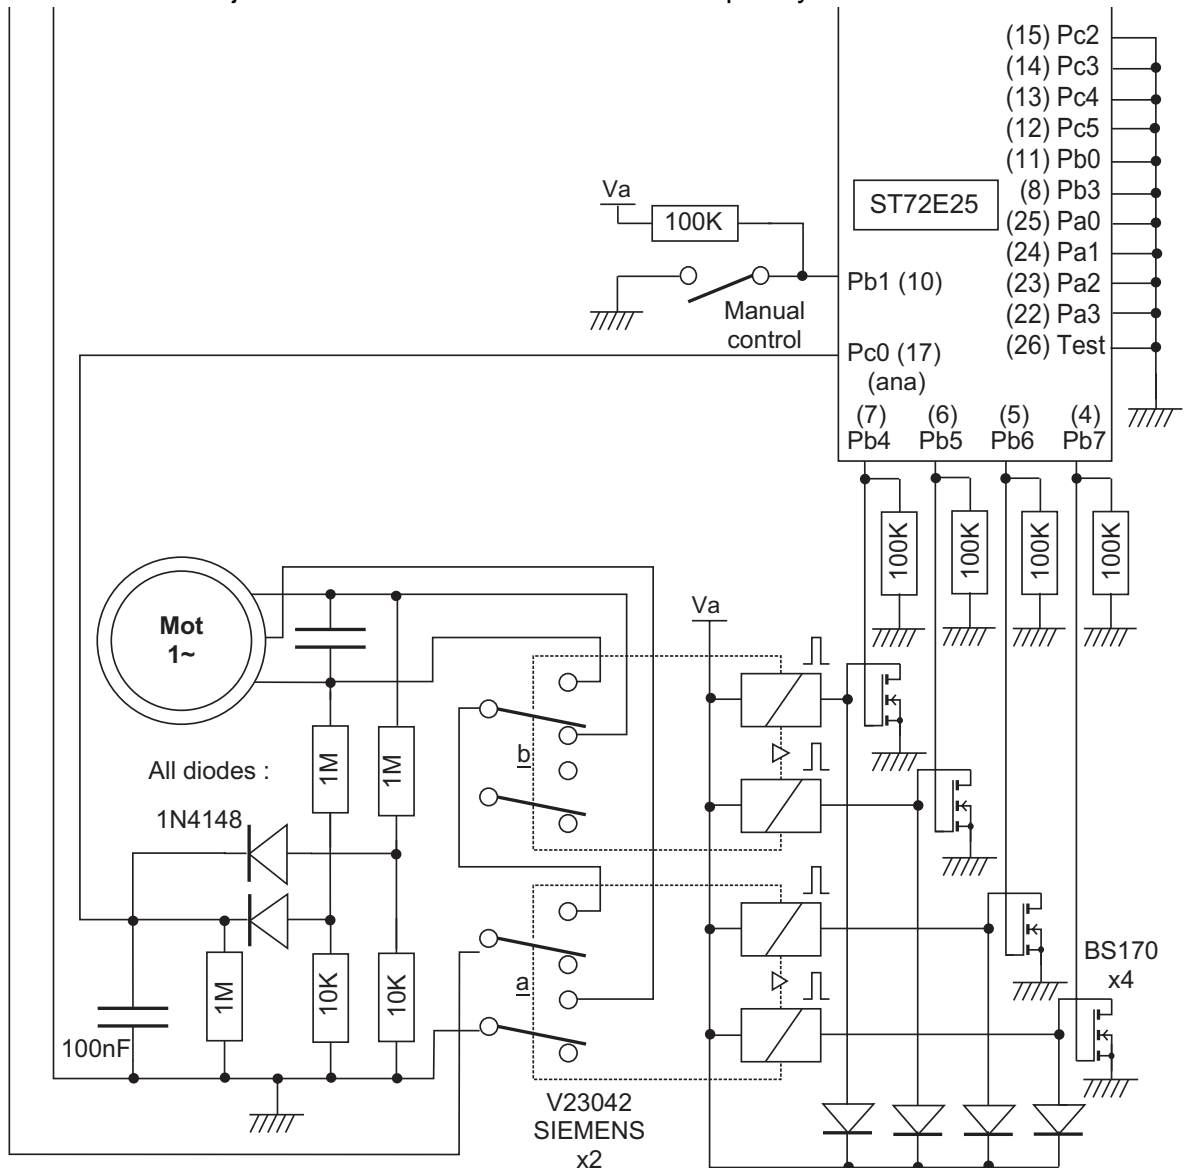 (15) Pc2
(14) Pc3
(13) Pc4
(12) Pc5
(11) Pb0
(8) Pb3
(25) Pa0
(24) Pa1
(23) Pa2
(22) Pa3
(26) Test
ST72E25
Va
100K
Pb1 (10)
Manual
control
Pc0 (17)
(ana)
(7)
Pb4
(6)
Pb5
(5)
Pb6
(4)
Pb7
100K
100K
100K
100K
Mot
1~
Va
b
1M
1M
All diodes :
1N4148
a
1M
10K
10K
100nF
BS170
x4
V23042
SIEMENS
x2